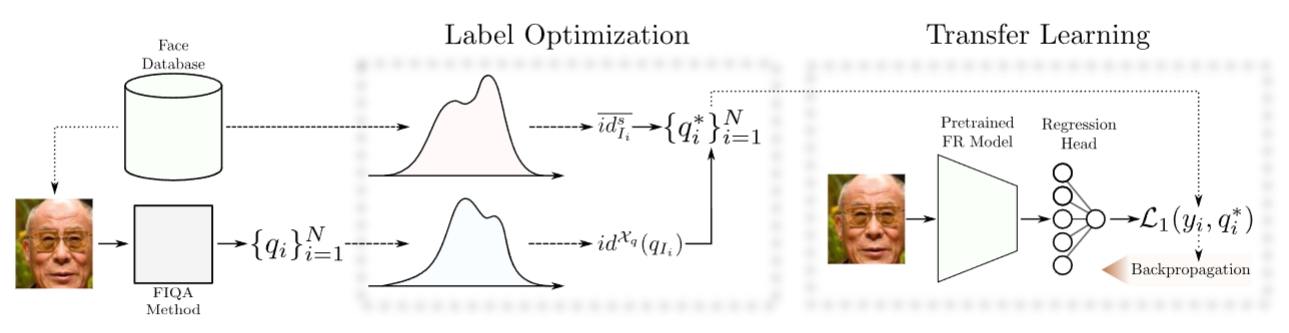 Label Optimization
Transfer Learning
Face
Database
FIQA
Method
{q_i}_{i=1}^N
\overline{id^s_{I_i}}
{q_i^*}_{i=1}^N
id^{\mathcal{X}_q}(q_{I_i})
Pretrained
FR Model
Regression
Head
\mathcal{L}_1(y_i, q_i^*)
Backpropagation